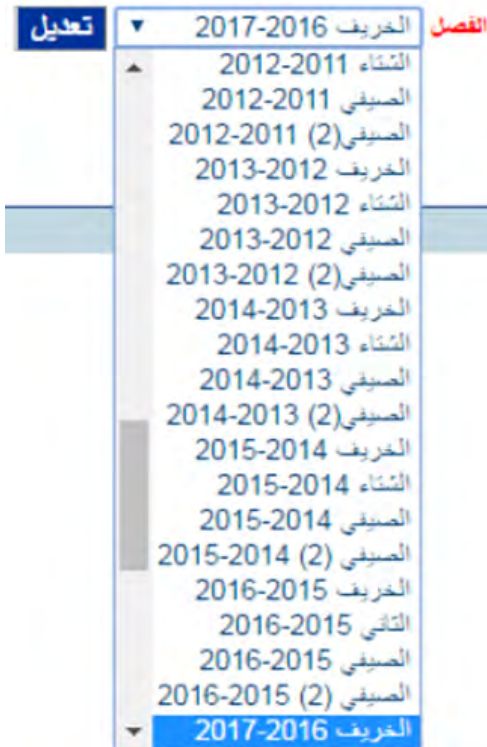 الفصل الخريف 2016-2017 تعديل
الشتاء 2011-2012
الصيفي 2011-2012
الصيفي(2) 2011-2012
الخريف 2012-2013
الشتاء 2012-2013
الصيفي 2012-2013
الصيفي(2) 2012-2013
الخريف 2013-2014
الشتاء 2013-2014
الصيفي 2013-2014
الصيفي(2) 2013-2014
الخريف 2014-2015
الشتاء 2014-2015
الصيفي 2014-2015
الصيفي (2) 2014-2015
الخريف 2015-2016
الثاني 2015-2016
الصيفي 2015-2016
الصيفي (2) 2015-2016
الخريف 2016-2017